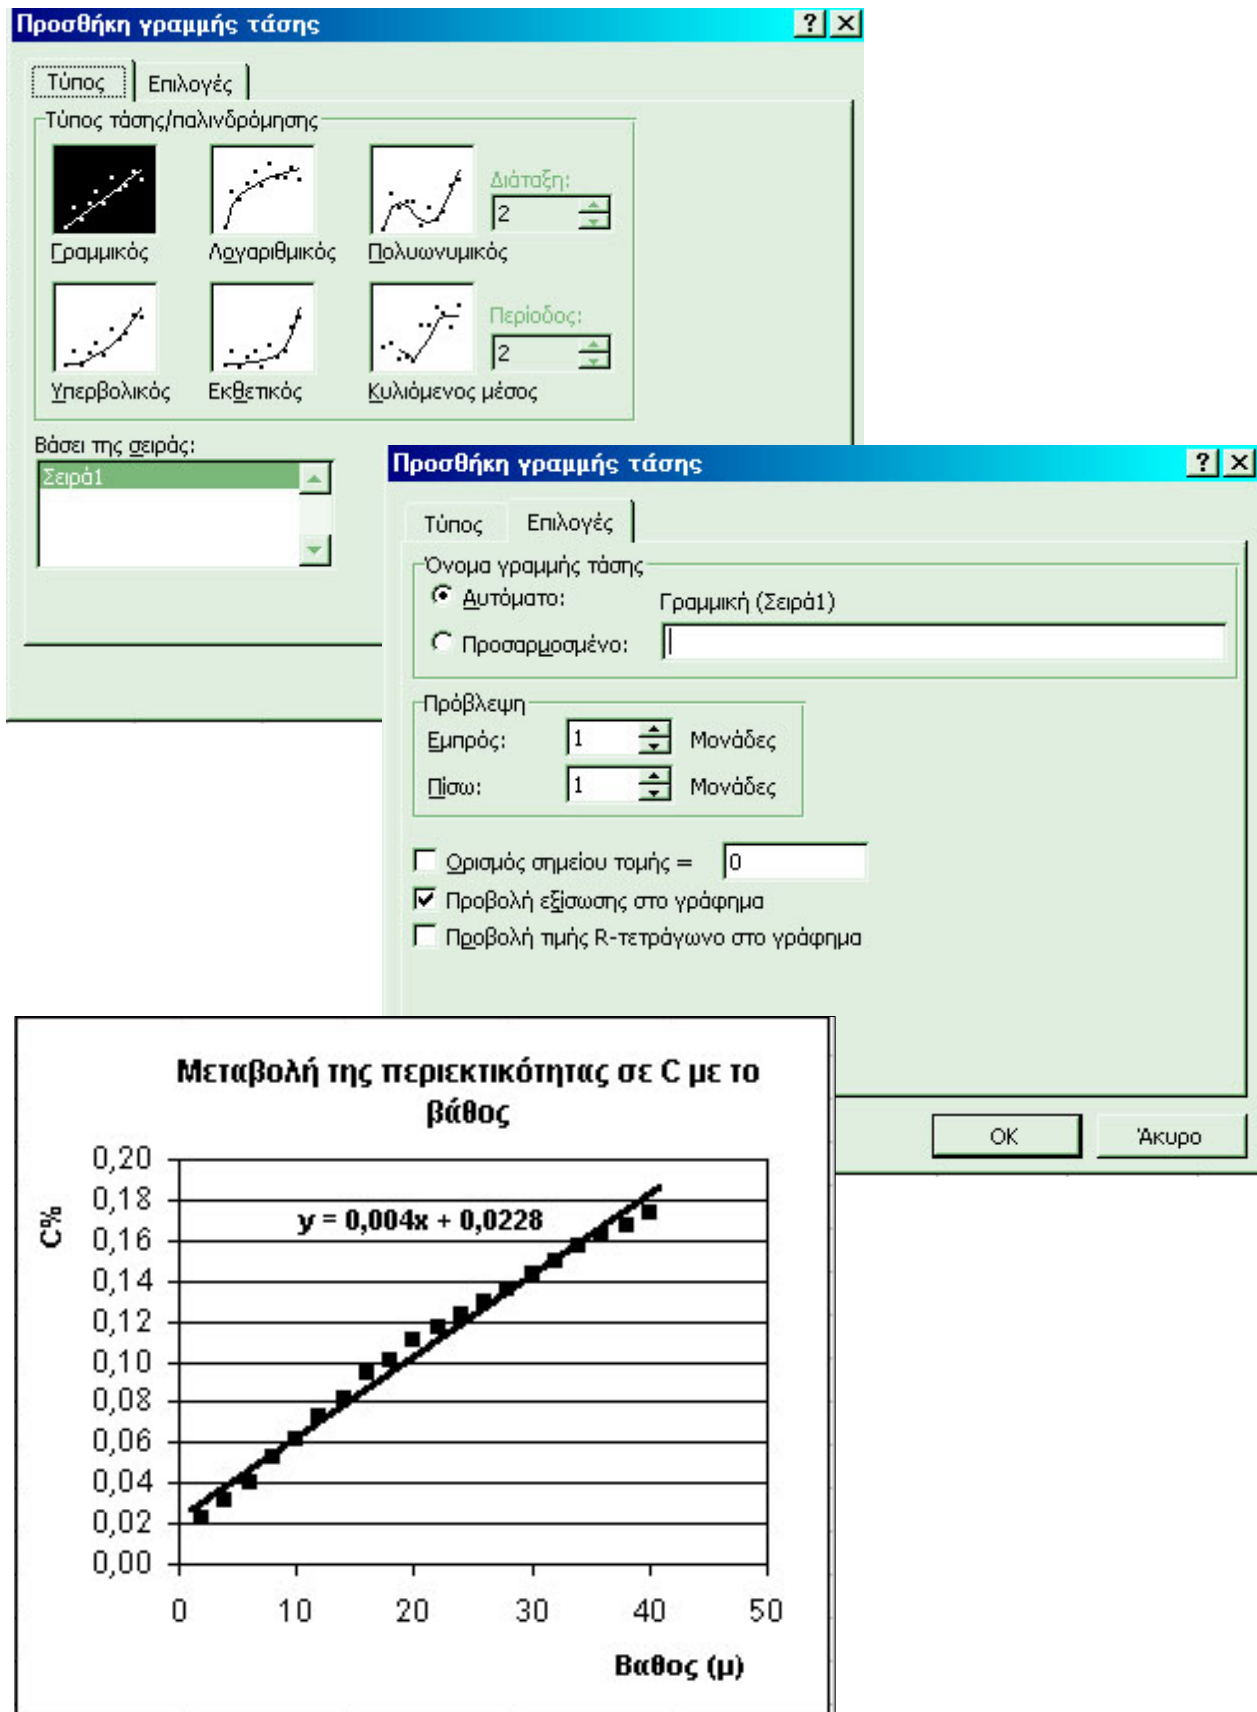 Προσθήκη γραμμής τάσης
Τύπος Επιλογές
Τύπος τάσης/παλινδρόμησης
Διάταξη:
2
Γραμμικός Λογαριθμικός Πολυωνυμικός
Περίοδος:
2
Υπερβολικός Εκθετικός Κυλιόμενος μέσος
Βάσει της σειράς:
Σειρά1
Προσθήκη γραμμής τάσης
Τύπος Επιλογές
Όνομα γραμμής τάσης
Αυτόματο: Γραμμική (Σειρά1)
Προσαρμοσμένο:
Πρόβλεψη
Εμπρός: 1 Μονάδες
Πίσω: 1 Μονάδες
Ορισμός σημείου τομής = 0
Προβολή εξίσωσης στο γράφημα
Προβολή τιμής R-τετράγωνο στο γράφημα
OK Άκυρο
Μεταβολή της περιεκτικότητας σε C με το
βάθος
C%
0,20
0,18
0,16
0,14
0,12
0,10
0,08
0,06
0,04
0,02
0,00
y = 0,004x + 0,0228
0 10 20 30 40 50
Βαθος (μ)